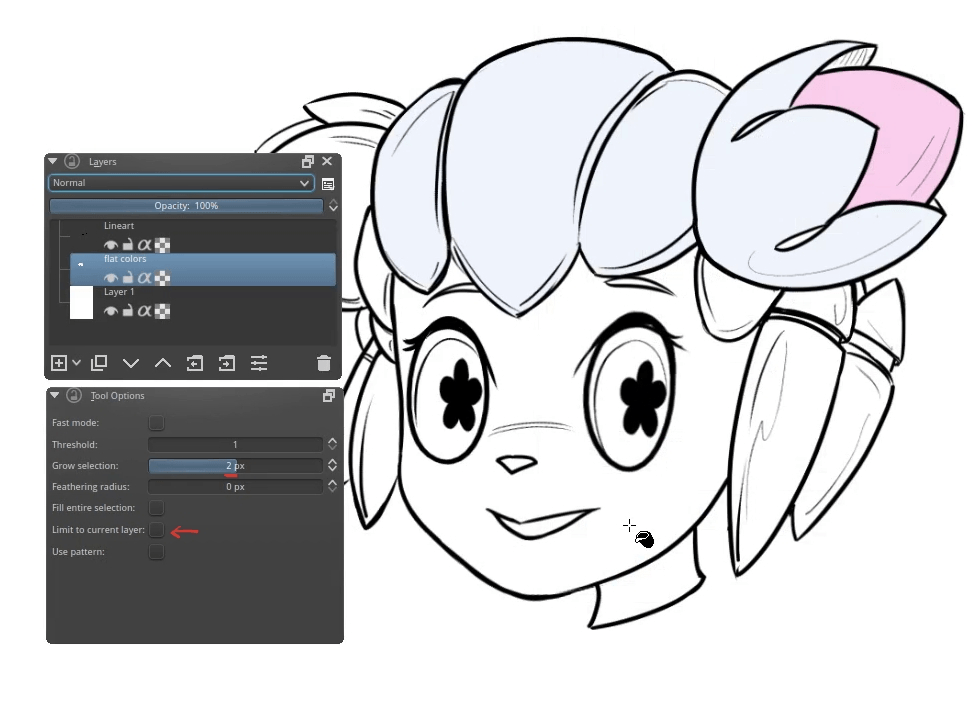 Layers
Normal
Opacity: 100%
Lineart
flat colors
Layer 1
Tool Options
Fast mode:
Threshold: 1
Grow selection: 2 px
Feathering radius: 0 px
Fill entire selection:
Limit to current layer:
Use pattern: